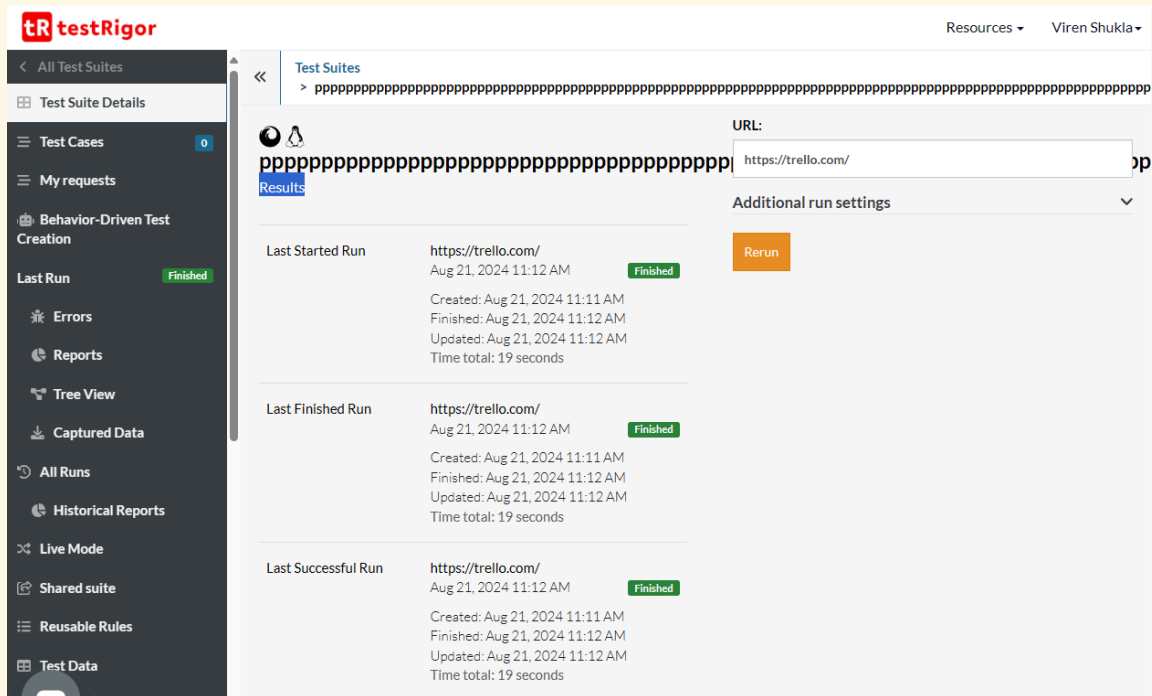 tR testRigor
Resources
Viren Shukla
All Test Suites
Test Suite Details
Test Cases
0
My requests
Behavior-Driven Test
Creation
Last Run
Finished
Errors
Reports
Tree View
Captured Data
All Runs
Historical Reports
Live Mode
Shared suite
Reusable Rules
Test Data
«
Test Suites
>
Results
Last Started Run
https://trello.com/
Aug 21, 2024 11:12 AM
Finished
Created: Aug 21, 2024 11:11 AM
Finished: Aug 21, 2024 11:12 AM
Updated: Aug 21, 2024 11:12 AM
Time total: 19 seconds
Last Finished Run
https://trello.com/
Aug 21, 2024 11:12 AM
Finished
Created: Aug 21, 2024 11:11 AM
Finished: Aug 21, 2024 11:12 AM
Updated: Aug 21, 2024 11:12 AM
Time total: 19 seconds
Last Successful Run
https://trello.com/
Aug 21, 2024 11:12 AM
Finished
Created: Aug 21, 2024 11:11 AM
Finished: Aug 21, 2024 11:12 AM
Updated: Aug 21, 2024 11:12 AM
Time total: 19 seconds
URL:
https://trello.com/
Additional run settings
Rerun